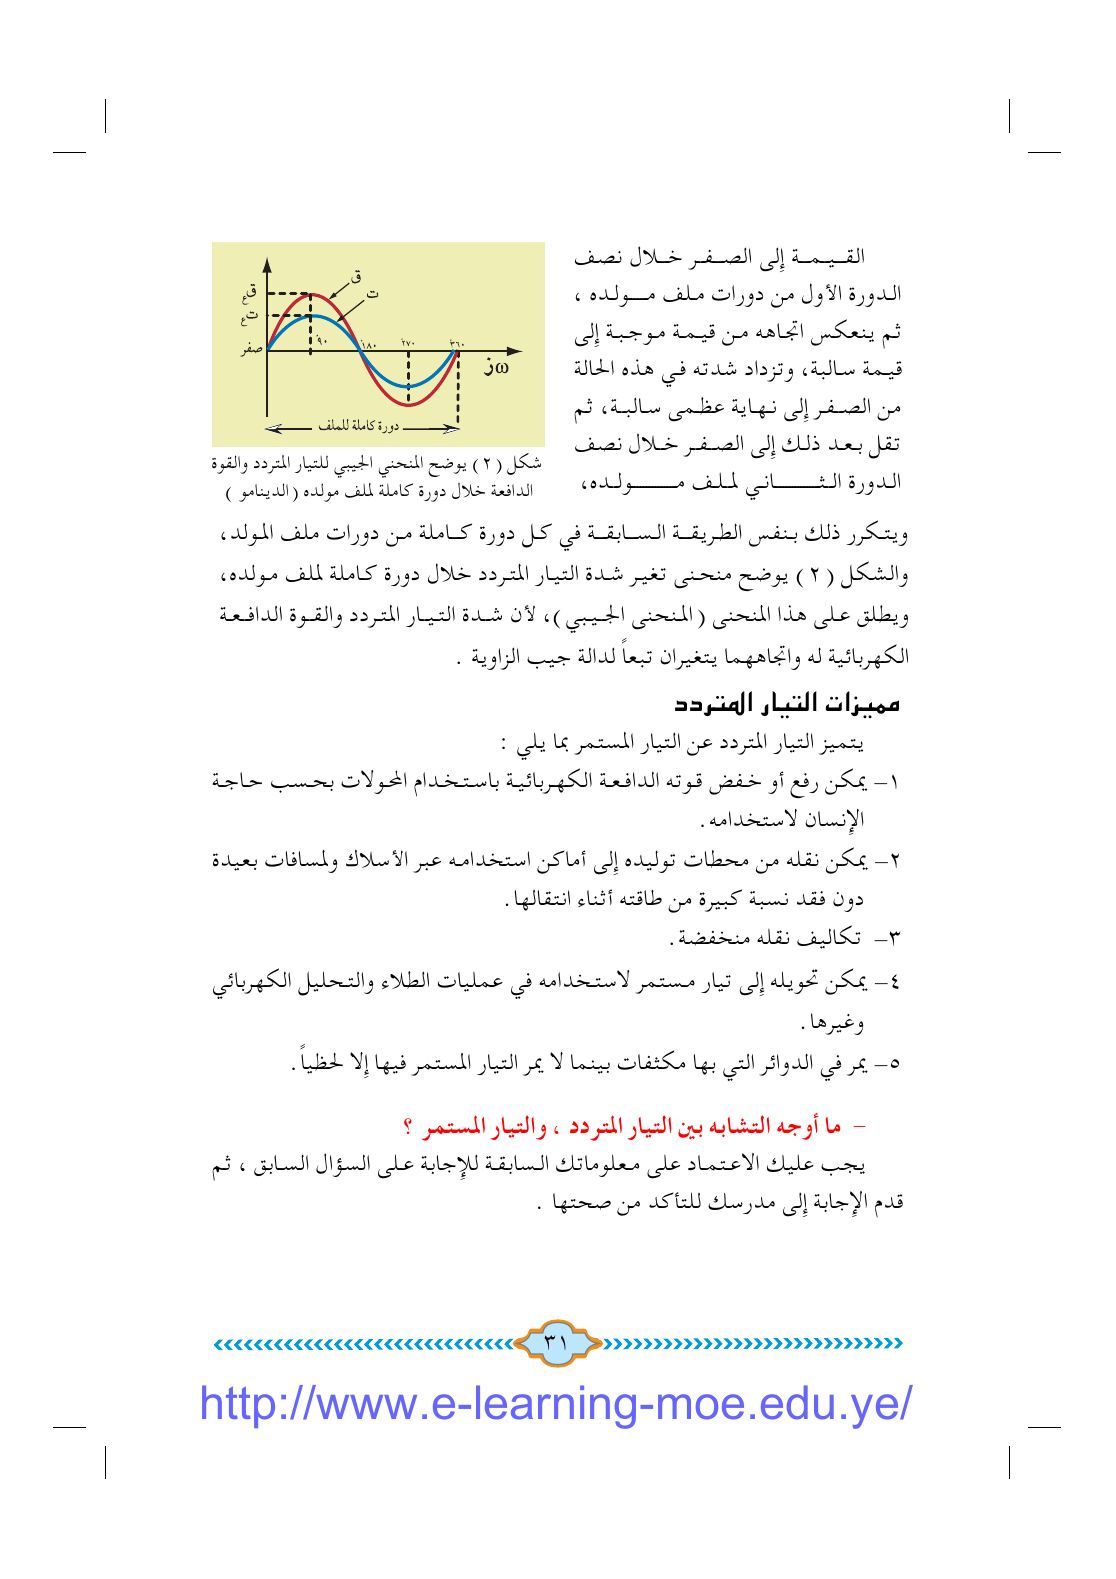 القيمة إلى الصفر خلال نصف
الدورة الأول من دورات ملف مولده ،
ثم ينعكس اتجاهه من قيمة موجبة إلى
قيمة سالبة، وتزداد شدته في هذه الحالة
من الصفر إلى نهاية عظمى سالبة، ثم
تقل بعد ذلك إلى الصفر خلال نصف
الدورة الثاني لملف مولده،
ق
ت
قع
تع
صفر
٩٠ ١٨٠ ٢٧٠ ٣٦٠
ωز
دورة كاملة للملف
شكل (٢) يوضح المنحني الجيبي للتيار المتردد والقوة
الدافعة خلال دورة كاملة لملف مولده (الدينامو )
ويتكرر ذلك بنفس الطريقة السابقة في كل دورة كاملة من دورات ملف المولد،
والشكل (٢) يوضح منحنى تغير شدة التيار المتردد خلال دورة كاملة لملف مولده،
ويطلق على هذا المنحنى (المنحنى الجيبي)، لأن شدة التيار المتردد والقوة الدافعة
الكهربائية له واتجاههما يتغيران تبعاً لدالة جيب الزاوية .
مميزات التيار المتردد
يتميز التيار المتردد عن التيار المستمر بما يلي :
١– يمكن رفع أو خفض قوته الدافعة الكهربائية باستخدام المحولات بحسب حاجة
الإنسان لاستخدامه.
٢– يمكن نقله من محطات توليده إلى أماكن استخدامه عبر الأسلاك ولمسافات بعيدة
دون فقد نسبة كبيرة من طاقته أثناء انتقالها.
٣– تكاليف نقله منخفضة.
٤– يمكن تحويله إلى تيار مستمر لاستخدامه في عمليات الطلاء والتحليل الكهربائي
وغيرها.
٥– يمر في الدوائر التي بها مكثفات بينما لا يمر التيار المستمر فيها إلا لحظياً.
– ما أوجه التشابه بين التيار المتردد ، والتيار المستمر ؟
يجب عليك الاعتماد على معلوماتك السابقة للإجابة على السؤال السابق ، ثم
قدم الإجابة إلى مدرسك للتأكد من صحتها .
٣١
http://www.e-learning-moe.edu.ye/